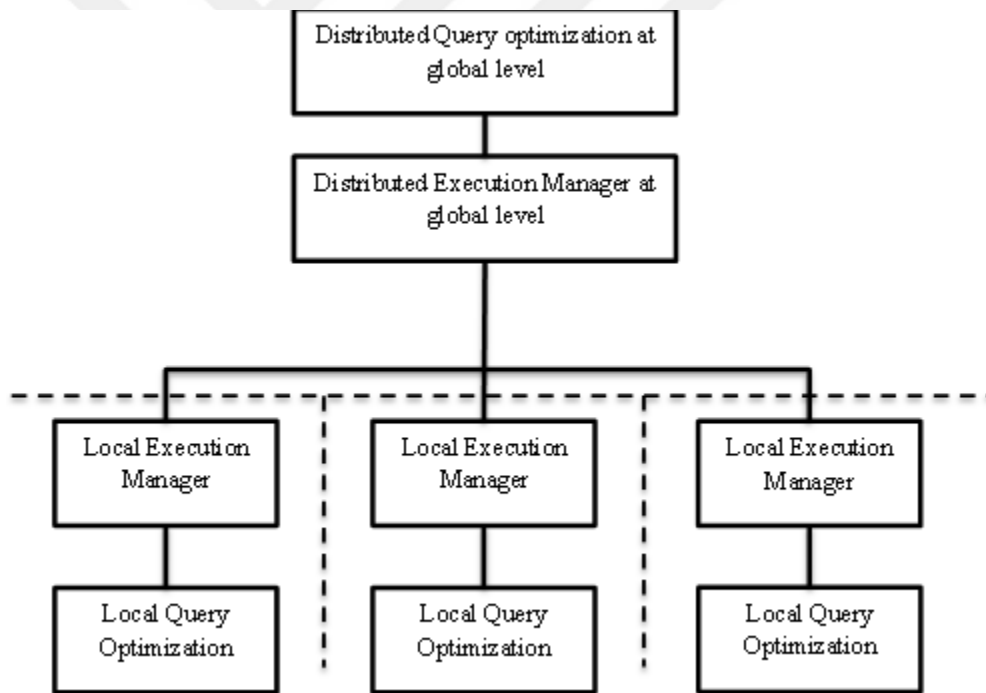 Distributed Query optimization at
global level
Distributed Execution Manager at
global level
Local Execution
Manager
Local Execution
Manager
Local Execution
Manager
Local Query
Optimization
Local Query
Optimization
Local Query
Optimization